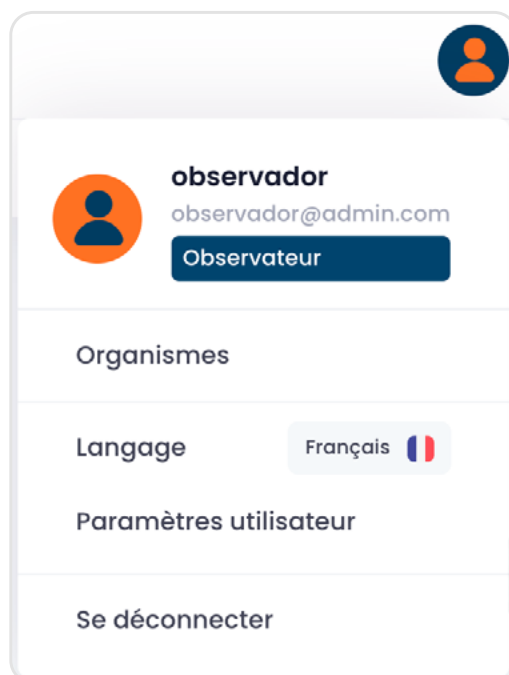 observador
observador@admin.com
Observateur
Organismes
Langage
Français
Paramètres utilisateur
Se déconnecter